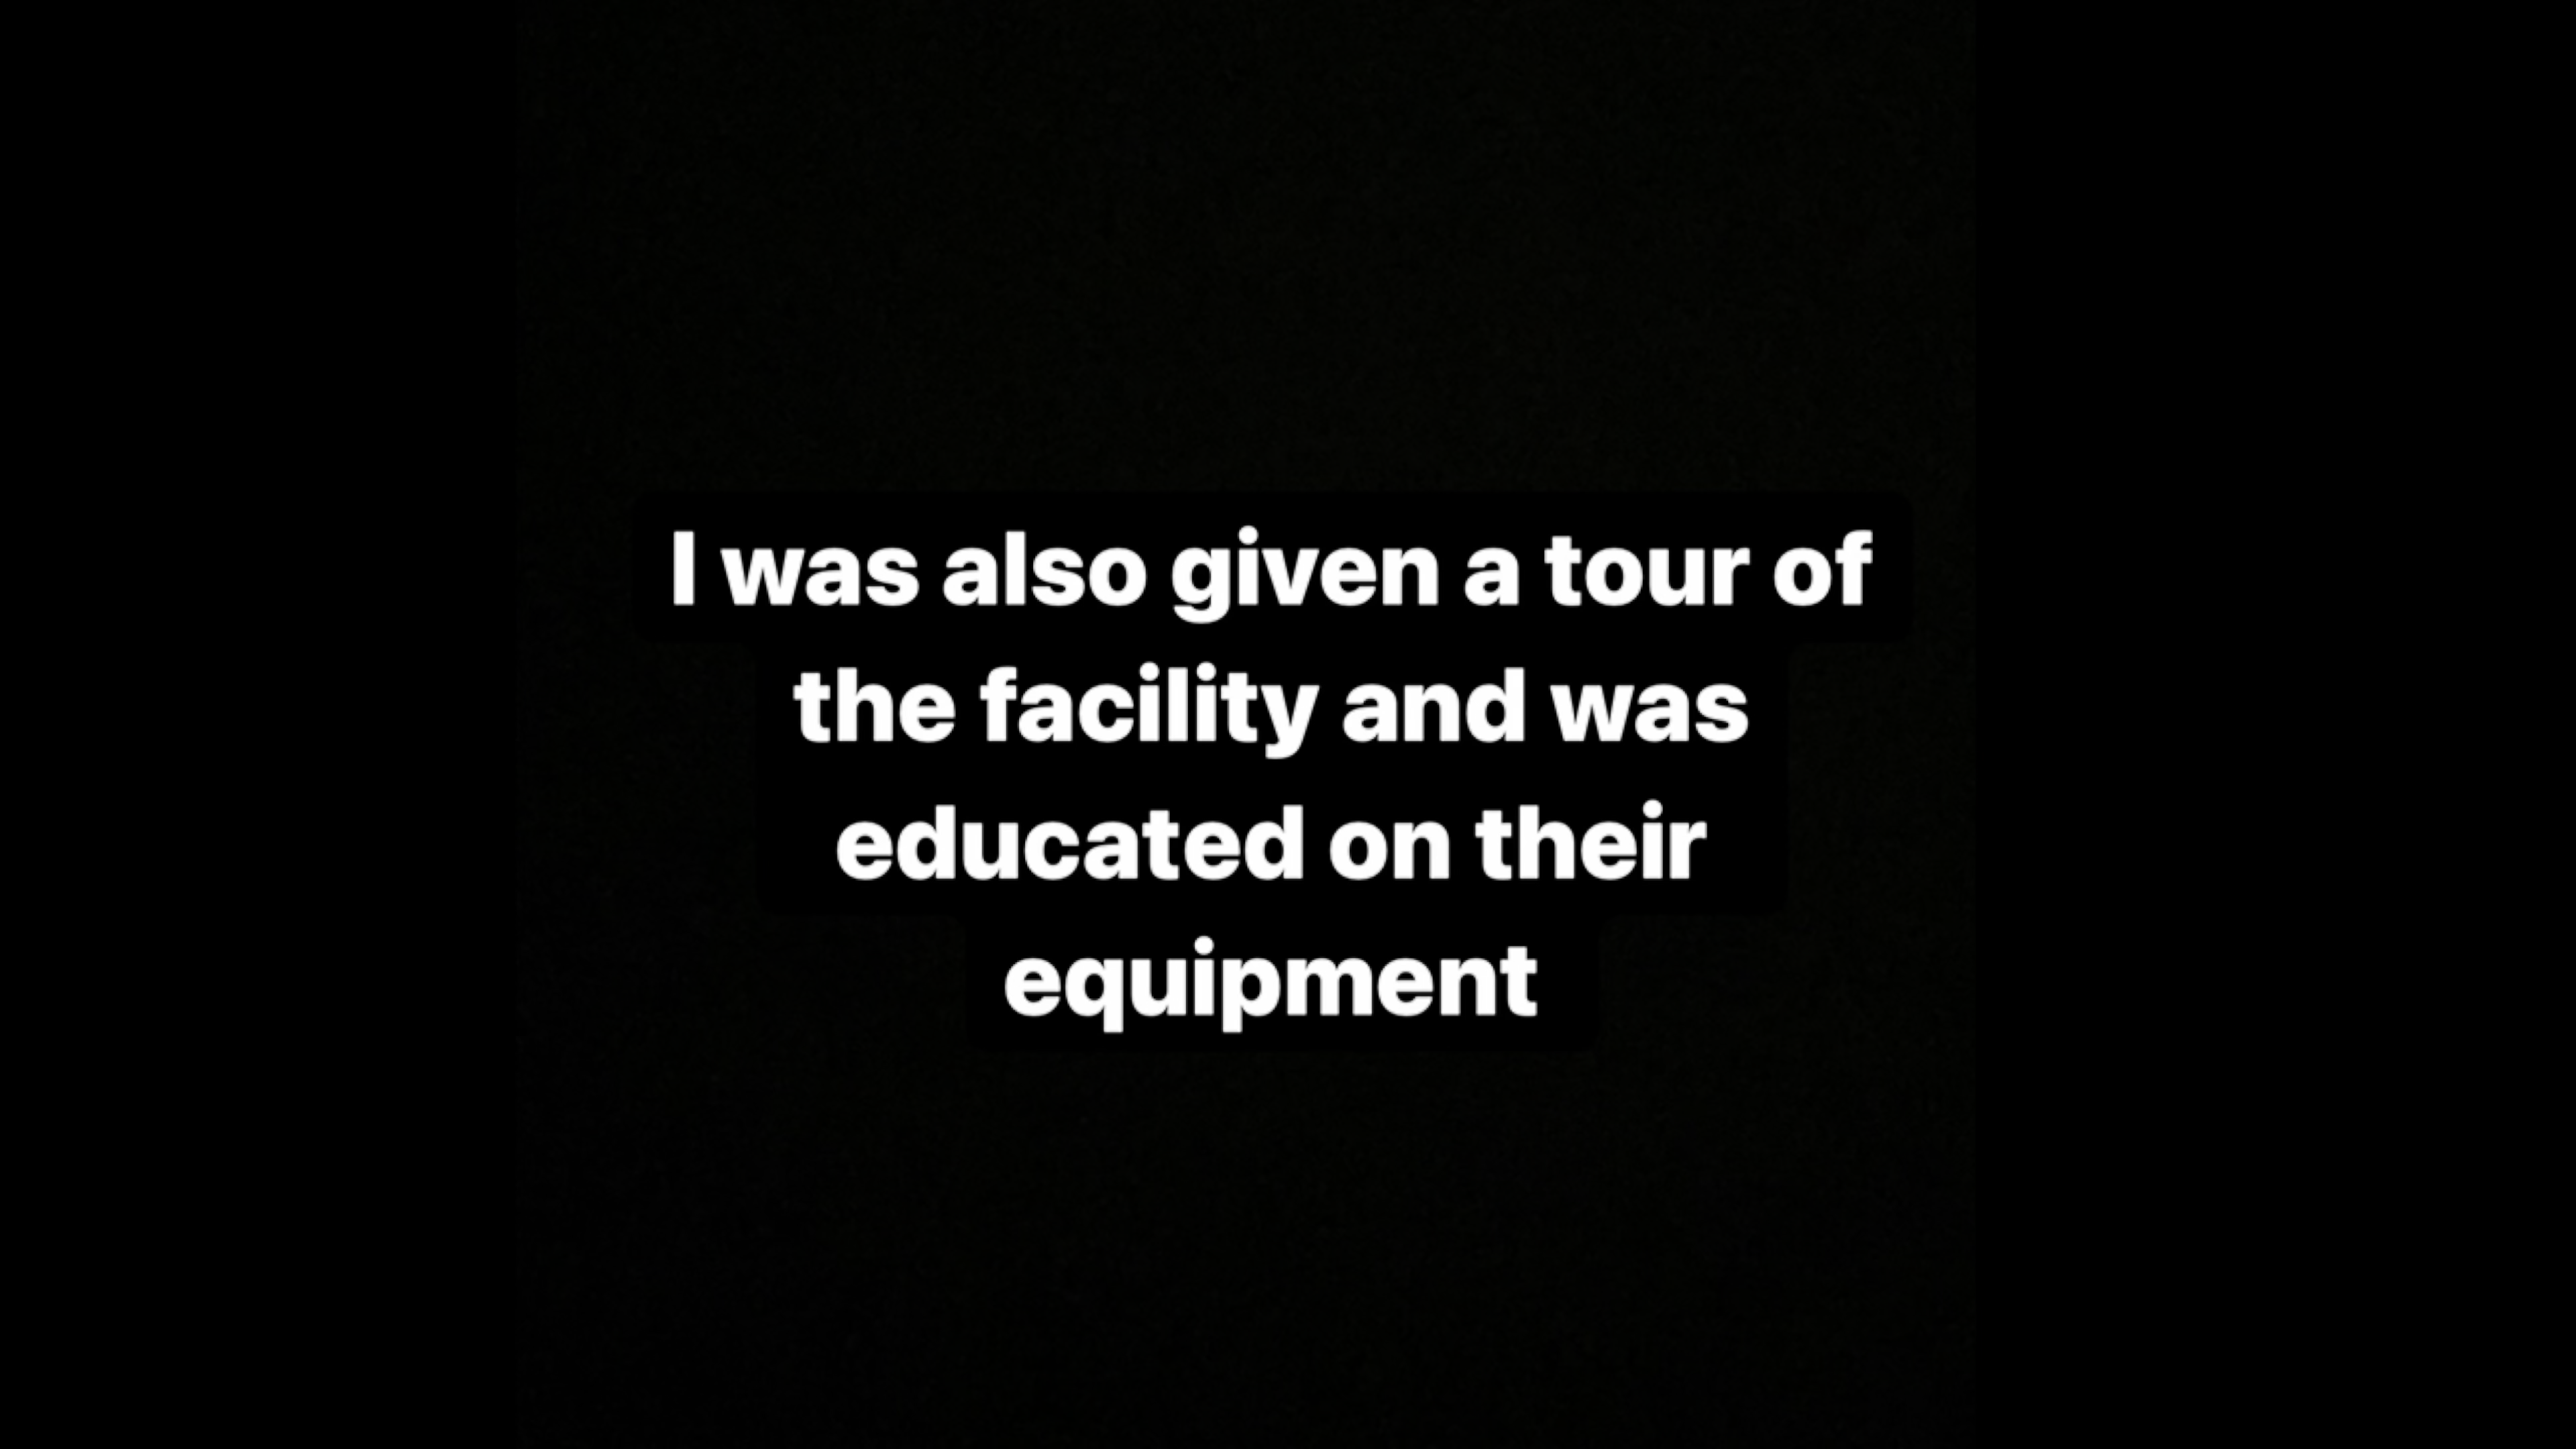 I was also given a tour of
the facility and was
educated on their
equipment